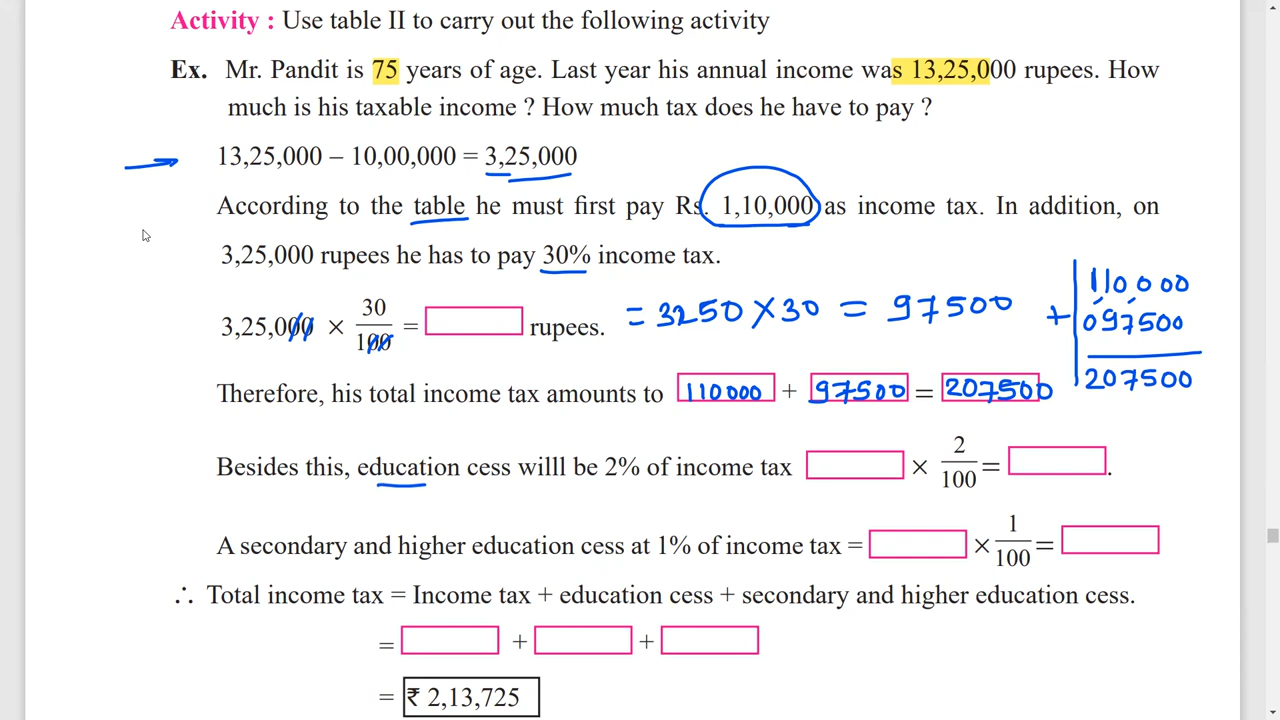 Activity : Use table II to carry out the following activity
Ex. Mr. Pandit is 75 years of age. Last year his annual income was 13,25,000 rupees. How
much is his taxable income ? How much tax does he have to pay ?
13,25,000 – 10,00,000 = 3,25,000
According to the table he must first pay Rs. 1,10,000 as income tax. In addition, on
3,25,000 rupees he has to pay 30% income tax.
3,25,000 × 30/100 = rupees. = 3250 × 30 = 97500
110000
+ 097500
207500
Therefore, his total income tax amounts to 110000 + 97500 = 207500
Besides this, education cess willl be 2% of income tax × 2/100 = .
A secondary and higher education cess at 1% of income tax = × 1/100 =
∴ Total income tax = Income tax + education cess + secondary and higher education cess.
= + +
= ₹ 2,13,725